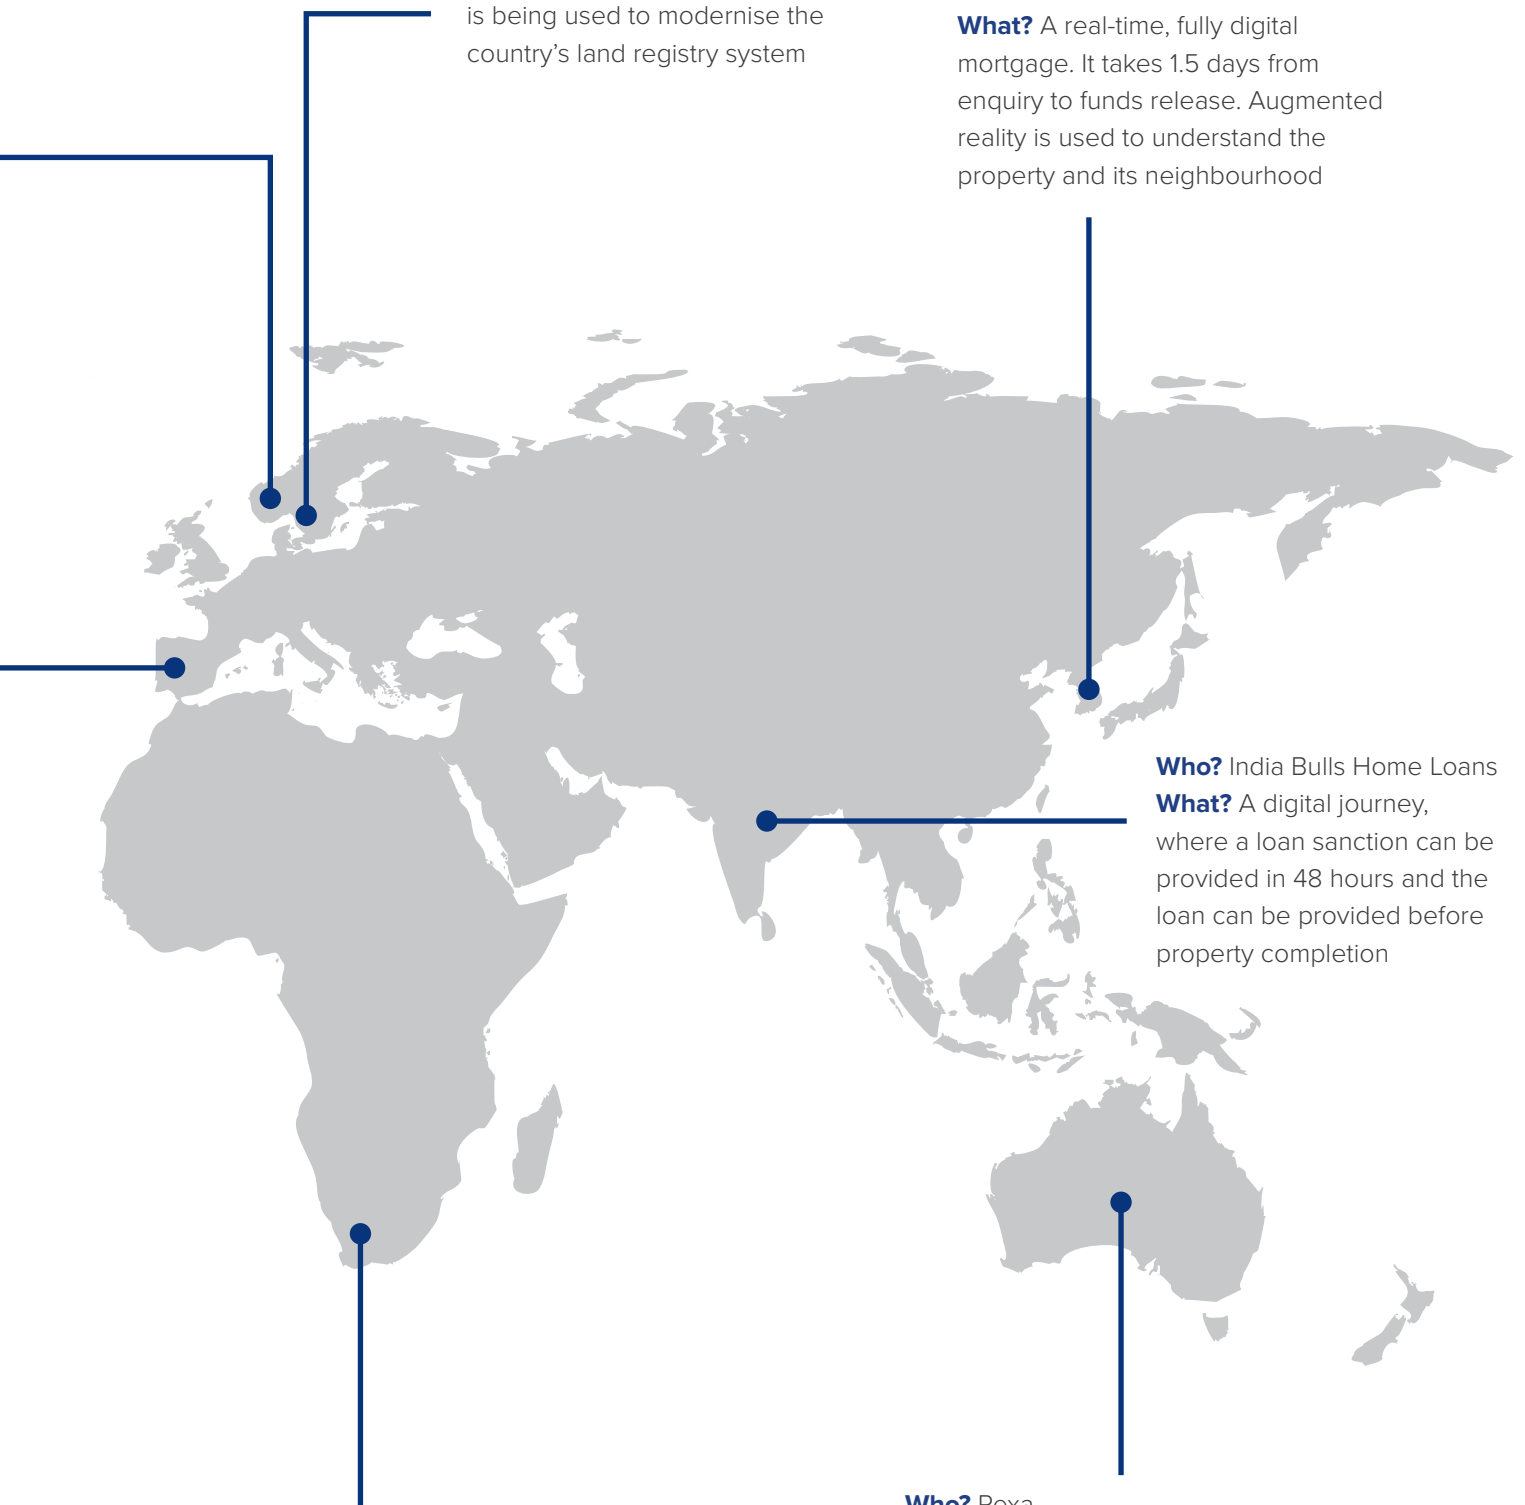 is being used to modernise the
country's land registry system
What? A real-time, fully digital
mortgage. It takes 1.5 days from
enquiry to funds release. Augmented
reality is used to understand the
property and its neighbourhood
Who? India Bulls Home Loans
What? A digital journey,
where a loan sanction can be
provided in 48 hours and the
loan can be provided before
property completion
Who? Pexa